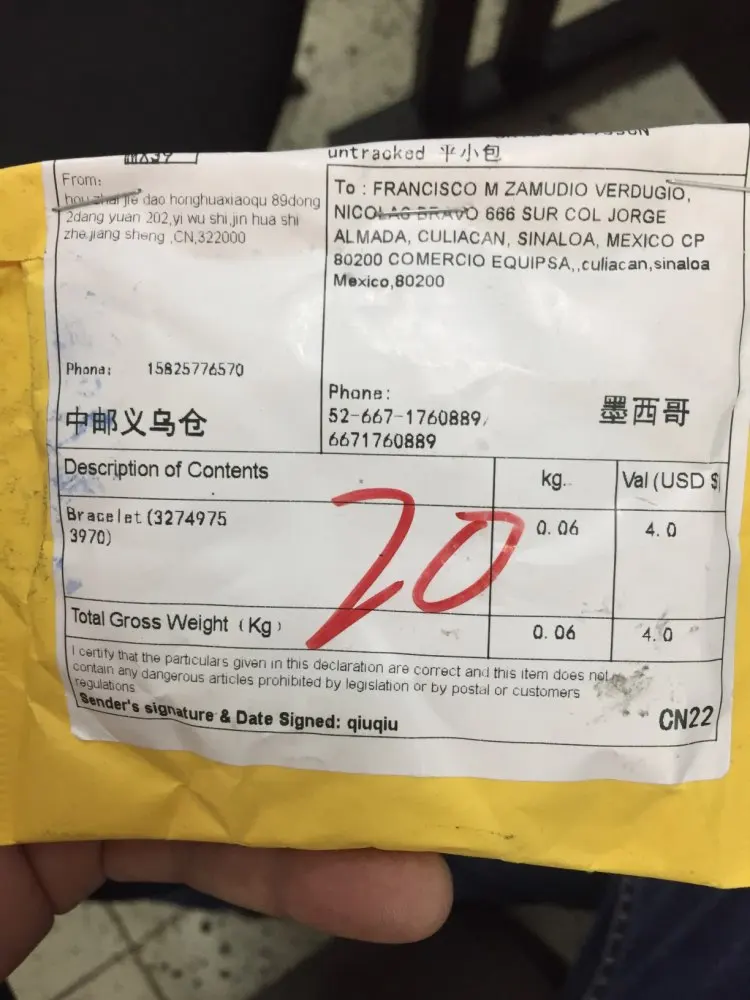 MX39
untracked 平小包
From:
hou zhai jie dao honghuaxiaoqu 89dong
2dang yuan 202,yi wu shi,jin hua shi
zhe jiang sheng ,CN,322000
Phone: 15825776570
中邮义乌仓
To : FRANCISCO M ZAMUDIO VERDUGIO,
NICOLAS BRAVO 666 SUR COL JORGE
ALMADA, CULIACAN, SINALOA, MEXICO CP
80200 COMERCIO EQUIPSA,,culiacan,sinaloa
Mexico,80200
Phone:
52-667-1760889/
6671760889
墨西哥
Description of Contents kg. Val (USD $
Bracelet (3274975 0.06 4.0
3970)
20
Total Gross Weight (Kg) 0.06 4.0
I certify that the particulars given in this declaration are correct and this item does not
contain any dangerous articles prohibited by legislation or by postal or customers
regulations
Sender's signature & Date Signed: qiuqiu
CN22